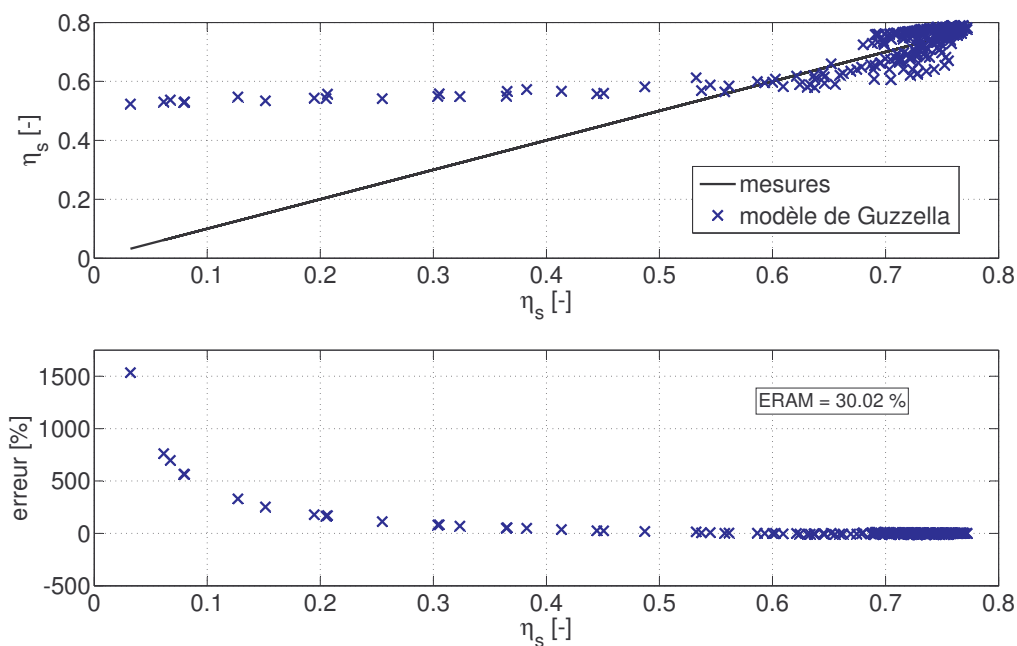 0.8
0.6
0.4
0.2
0
η_s [-]
mesures
modèle de Guzzella
0 0.1 0.2 0.3 0.4 0.5 0.6 0.7 0.8
η_s [-]
1500
1000
500
0
-500
erreur [%]
ERAM = 30.02 %
0 0.1 0.2 0.3 0.4 0.5 0.6 0.7 0.8
η_s [-]